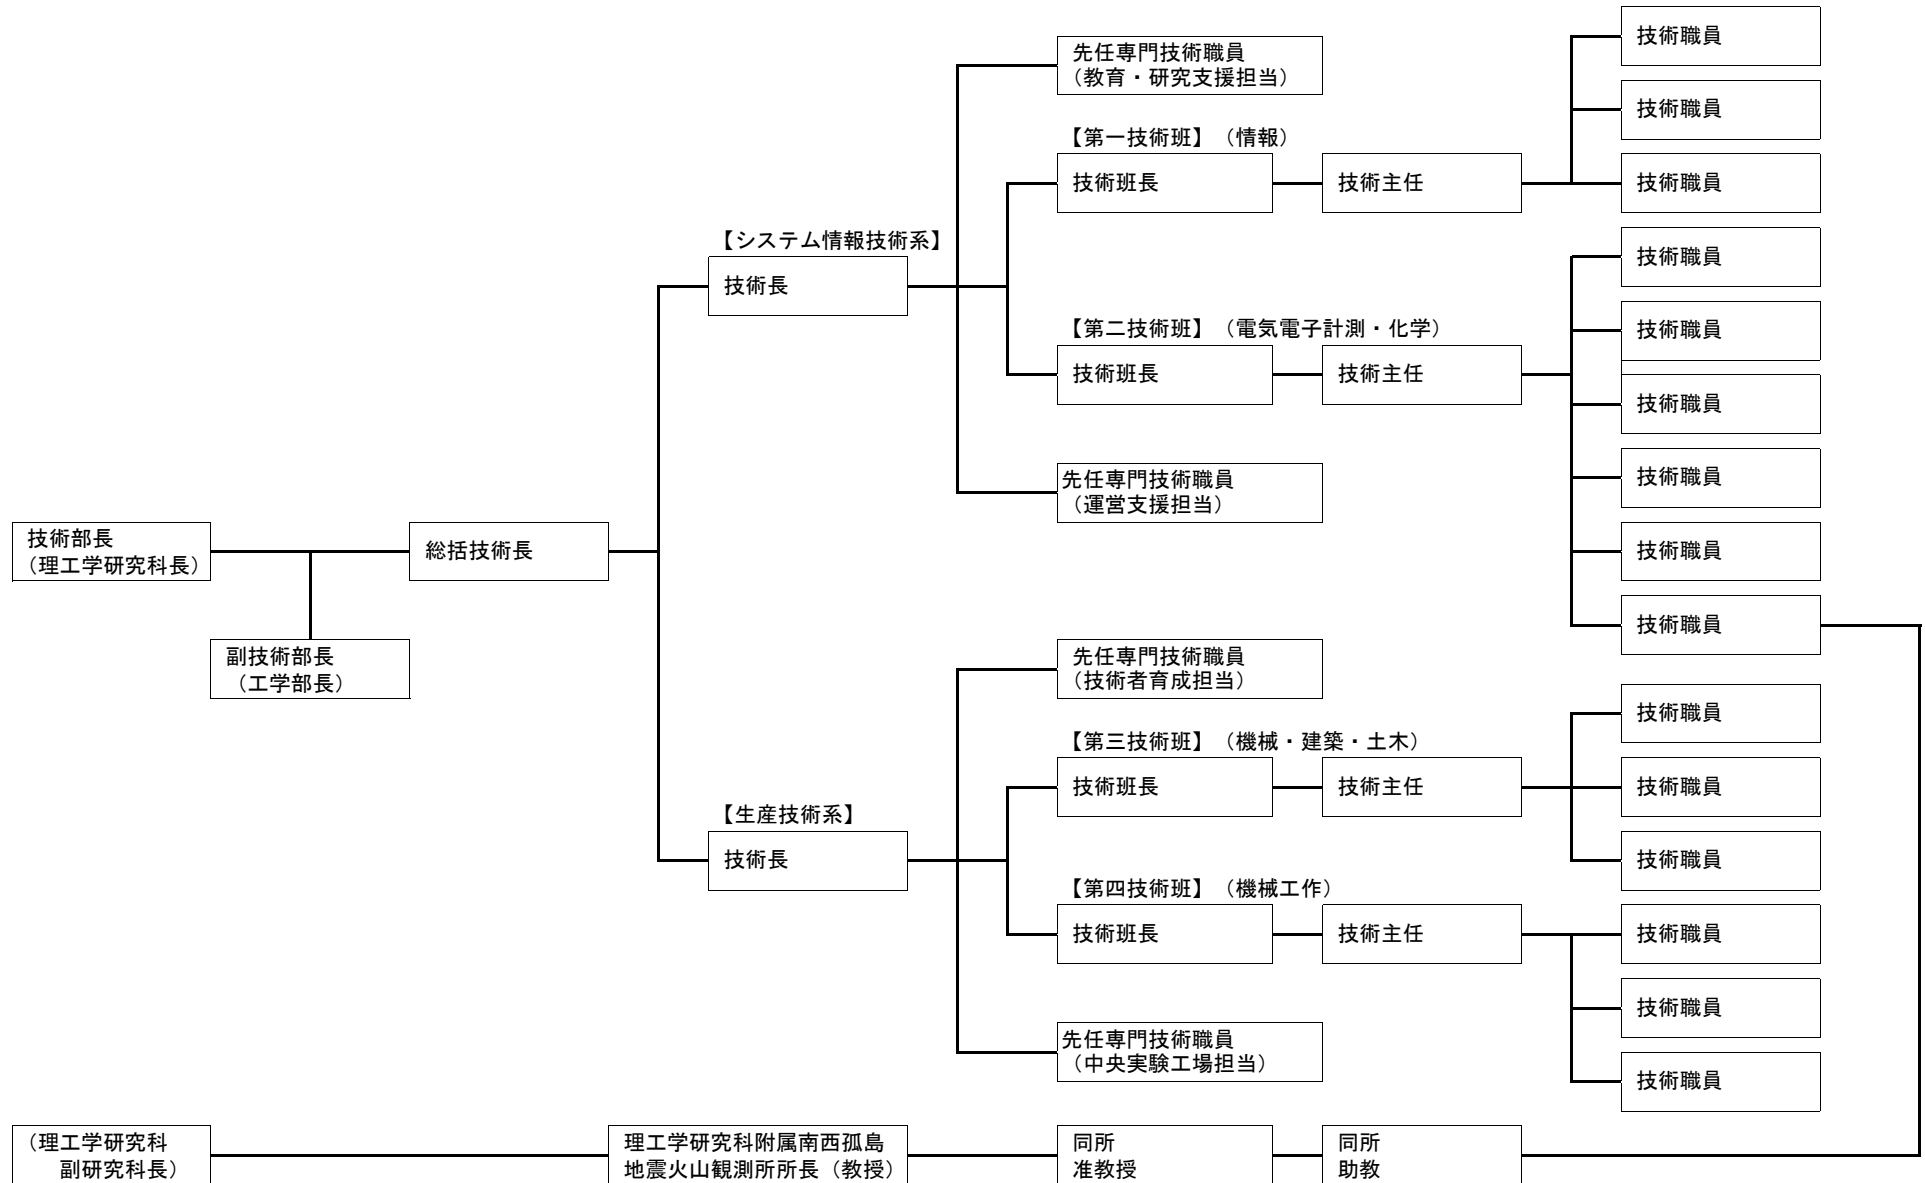 技術部長
（理工学研究科長）
副技術部長
（工学部長）
総括技術長
【システム情報技術系】
技術長
先任専門技術職員
（教育・研究支援担当）
【第一技術班】（情報）
技術班長
技術主任
技術職員
技術職員
技術職員
【第二技術班】（電気電子計測・化学）
技術班長
技術主任
技術職員
技術職員
技術職員
技術職員
技術職員
技術職員
先任専門技術職員
（運営支援担当）
【生産技術系】
技術長
先任専門技術職員
（技術者育成担当）
【第三技術班】（機械・建築・土木）
技術班長
技術主任
技術職員
技術職員
技術職員
【第四技術班】（機械工作）
技術班長
技術主任
技術職員
技術職員
技術職員
先任専門技術職員
（中央実験工場担当）
（理工学研究科
副研究科長）
理工学研究科附属南西孤島
地震火山観測所所長（教授）
同所
准教授
同所
助教